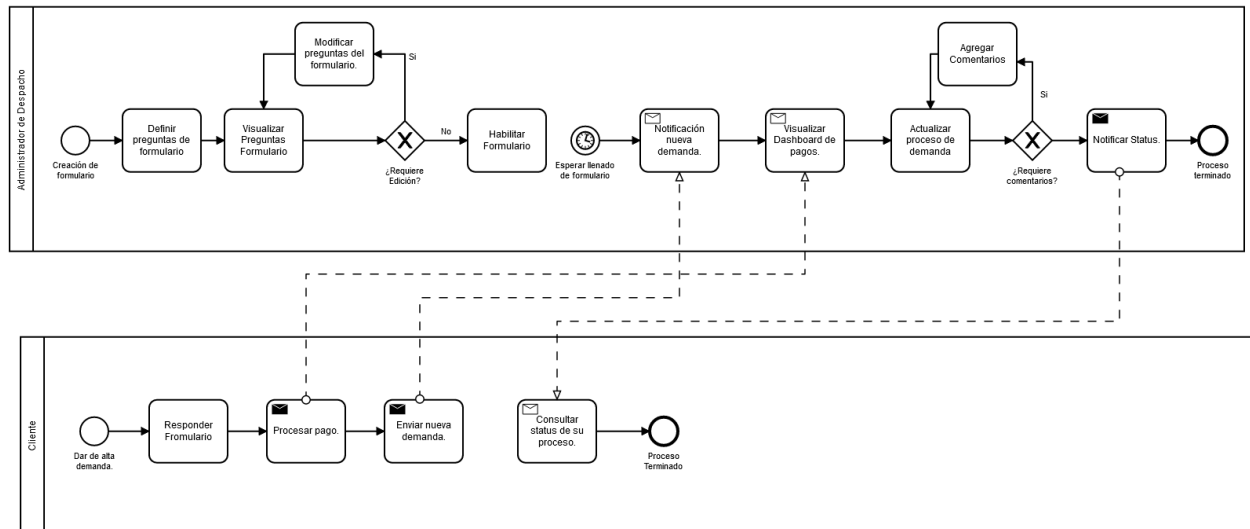 Administrador de Despacho
Creación de
formulario
Definir
preguntas de
formulario
Visualizar
Preguntas
Formulario
Modificar
preguntas del
formulario.
Si
¿Requiere
Edición?
No
Habilitar
Formulario
Esperar llenado
de formulario
Notificación
nueva
demanda.
Visualizar
Dashboard de
pagos.
Actualizar
proceso de
demanda
Agregar
Comentarios
Si
¿Requiere
comentarios?
Notificar Status.
Proceso
terminado
Cliente
Dar de alta
demanda.
Responder
Fromulario
Procesar pago.
Enviar nueva
demanda.
Consultar
status de su
proceso.
Proceso
Terminado